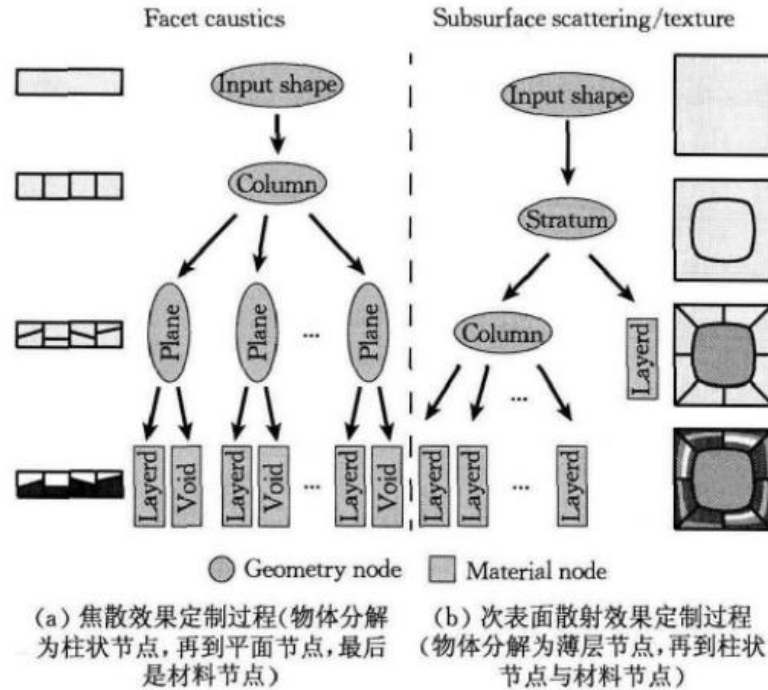 Facet caustics
Input shape
Column
Plane
Plane
...
Plane
Layerd
Void
Layerd
Void
...
Layerd
Void
Subsurface scattering/texture
Input shape
Stratum
Column
Layerd
...
Layerd
Layerd
...
Layerd
Geometry node
Material node
(a) 焦散效果定制过程(物体分解
为柱状节点,再到平面节点,最后
是材料节点)
(b) 次表面散射效果定制过程
(物体分解为薄层节点,再到柱状
节点与材料节点)